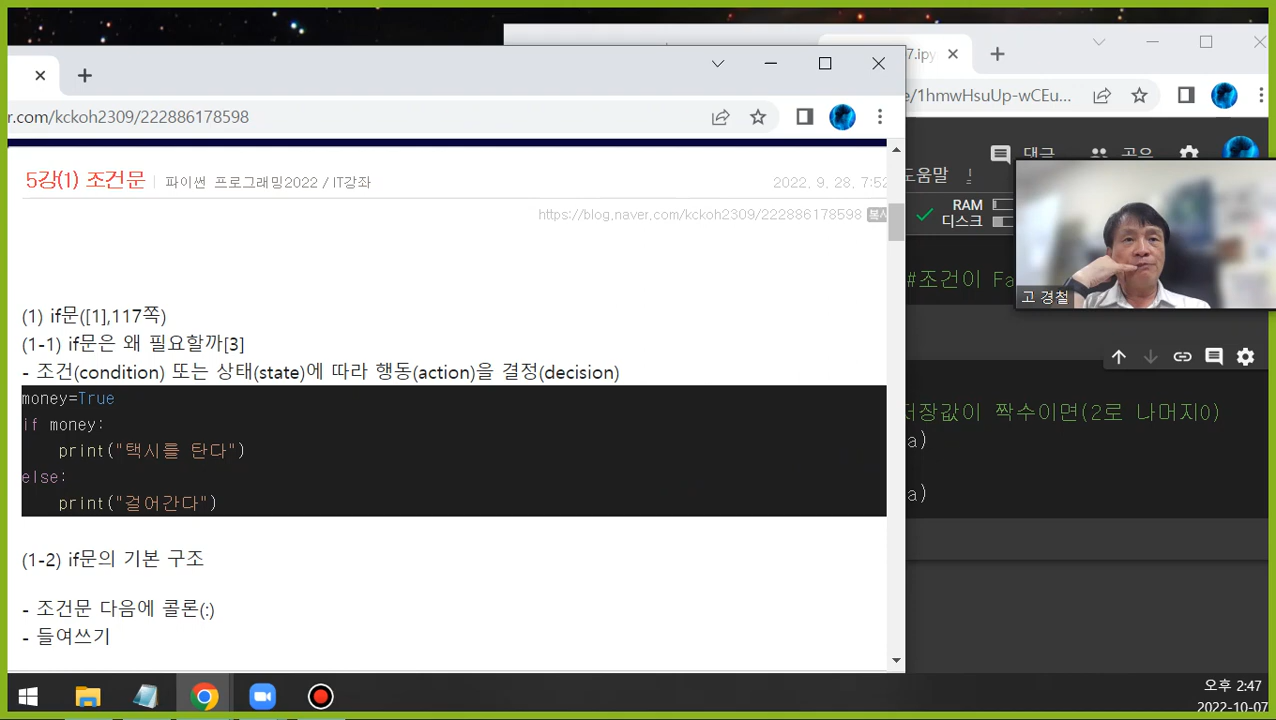 7.ipy
r.com/kckoh2309/222886178598
e/1hmwHsuUp-wCEu...
5강(1) 조건문
파이썬 프로그래밍2022 / IT강좌
2022. 9. 28, 7:52
https://blog.naver.com/kckoh2309/222886178598
댓글
공유
도움말
RAM
디스크
고 경철
#조건이 Fa
(1) if문([1],117쪽)
(1-1) if문은 왜 필요할까[3]
- 조건(condition) 또는 상태(state)에 따라 행동(action)을 결정(decision)
money=True
if money:
print("택시를 탄다")
else:
print("걸어간다")
저장값이 짝수이면(2로 나머지0)
a)
a)
(1-2) if문의 기본 구조
- 조건문 다음에 콜론(:)
- 들여쓰기
오후 2:47
2022-10-07